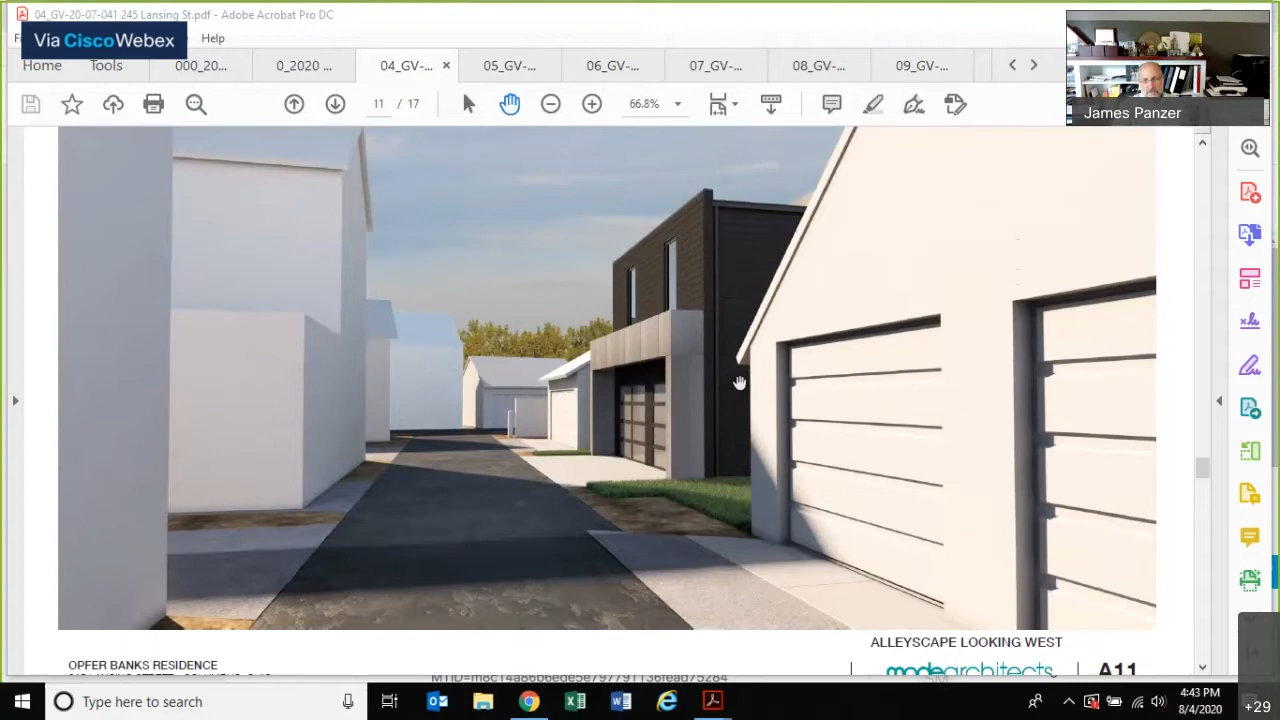 04_GV-20-07-041 245 Lansing St.pdf - Adobe Acrobat Pro DC
Via CiscoWebex
Help
Home Tools 000_20... 0_2020 ... 04_GV-... × 05_GV-... 06_GV-... 07_GV-... 08_GV-... 09_GV-...
11 / 17 66.8%
James Panzer
ALLEYSCAPE LOOKING WEST
OPFER BANKS RESIDENCE
modearchitects A11
Type here to search
4:43 PM
8/4/2020
+29